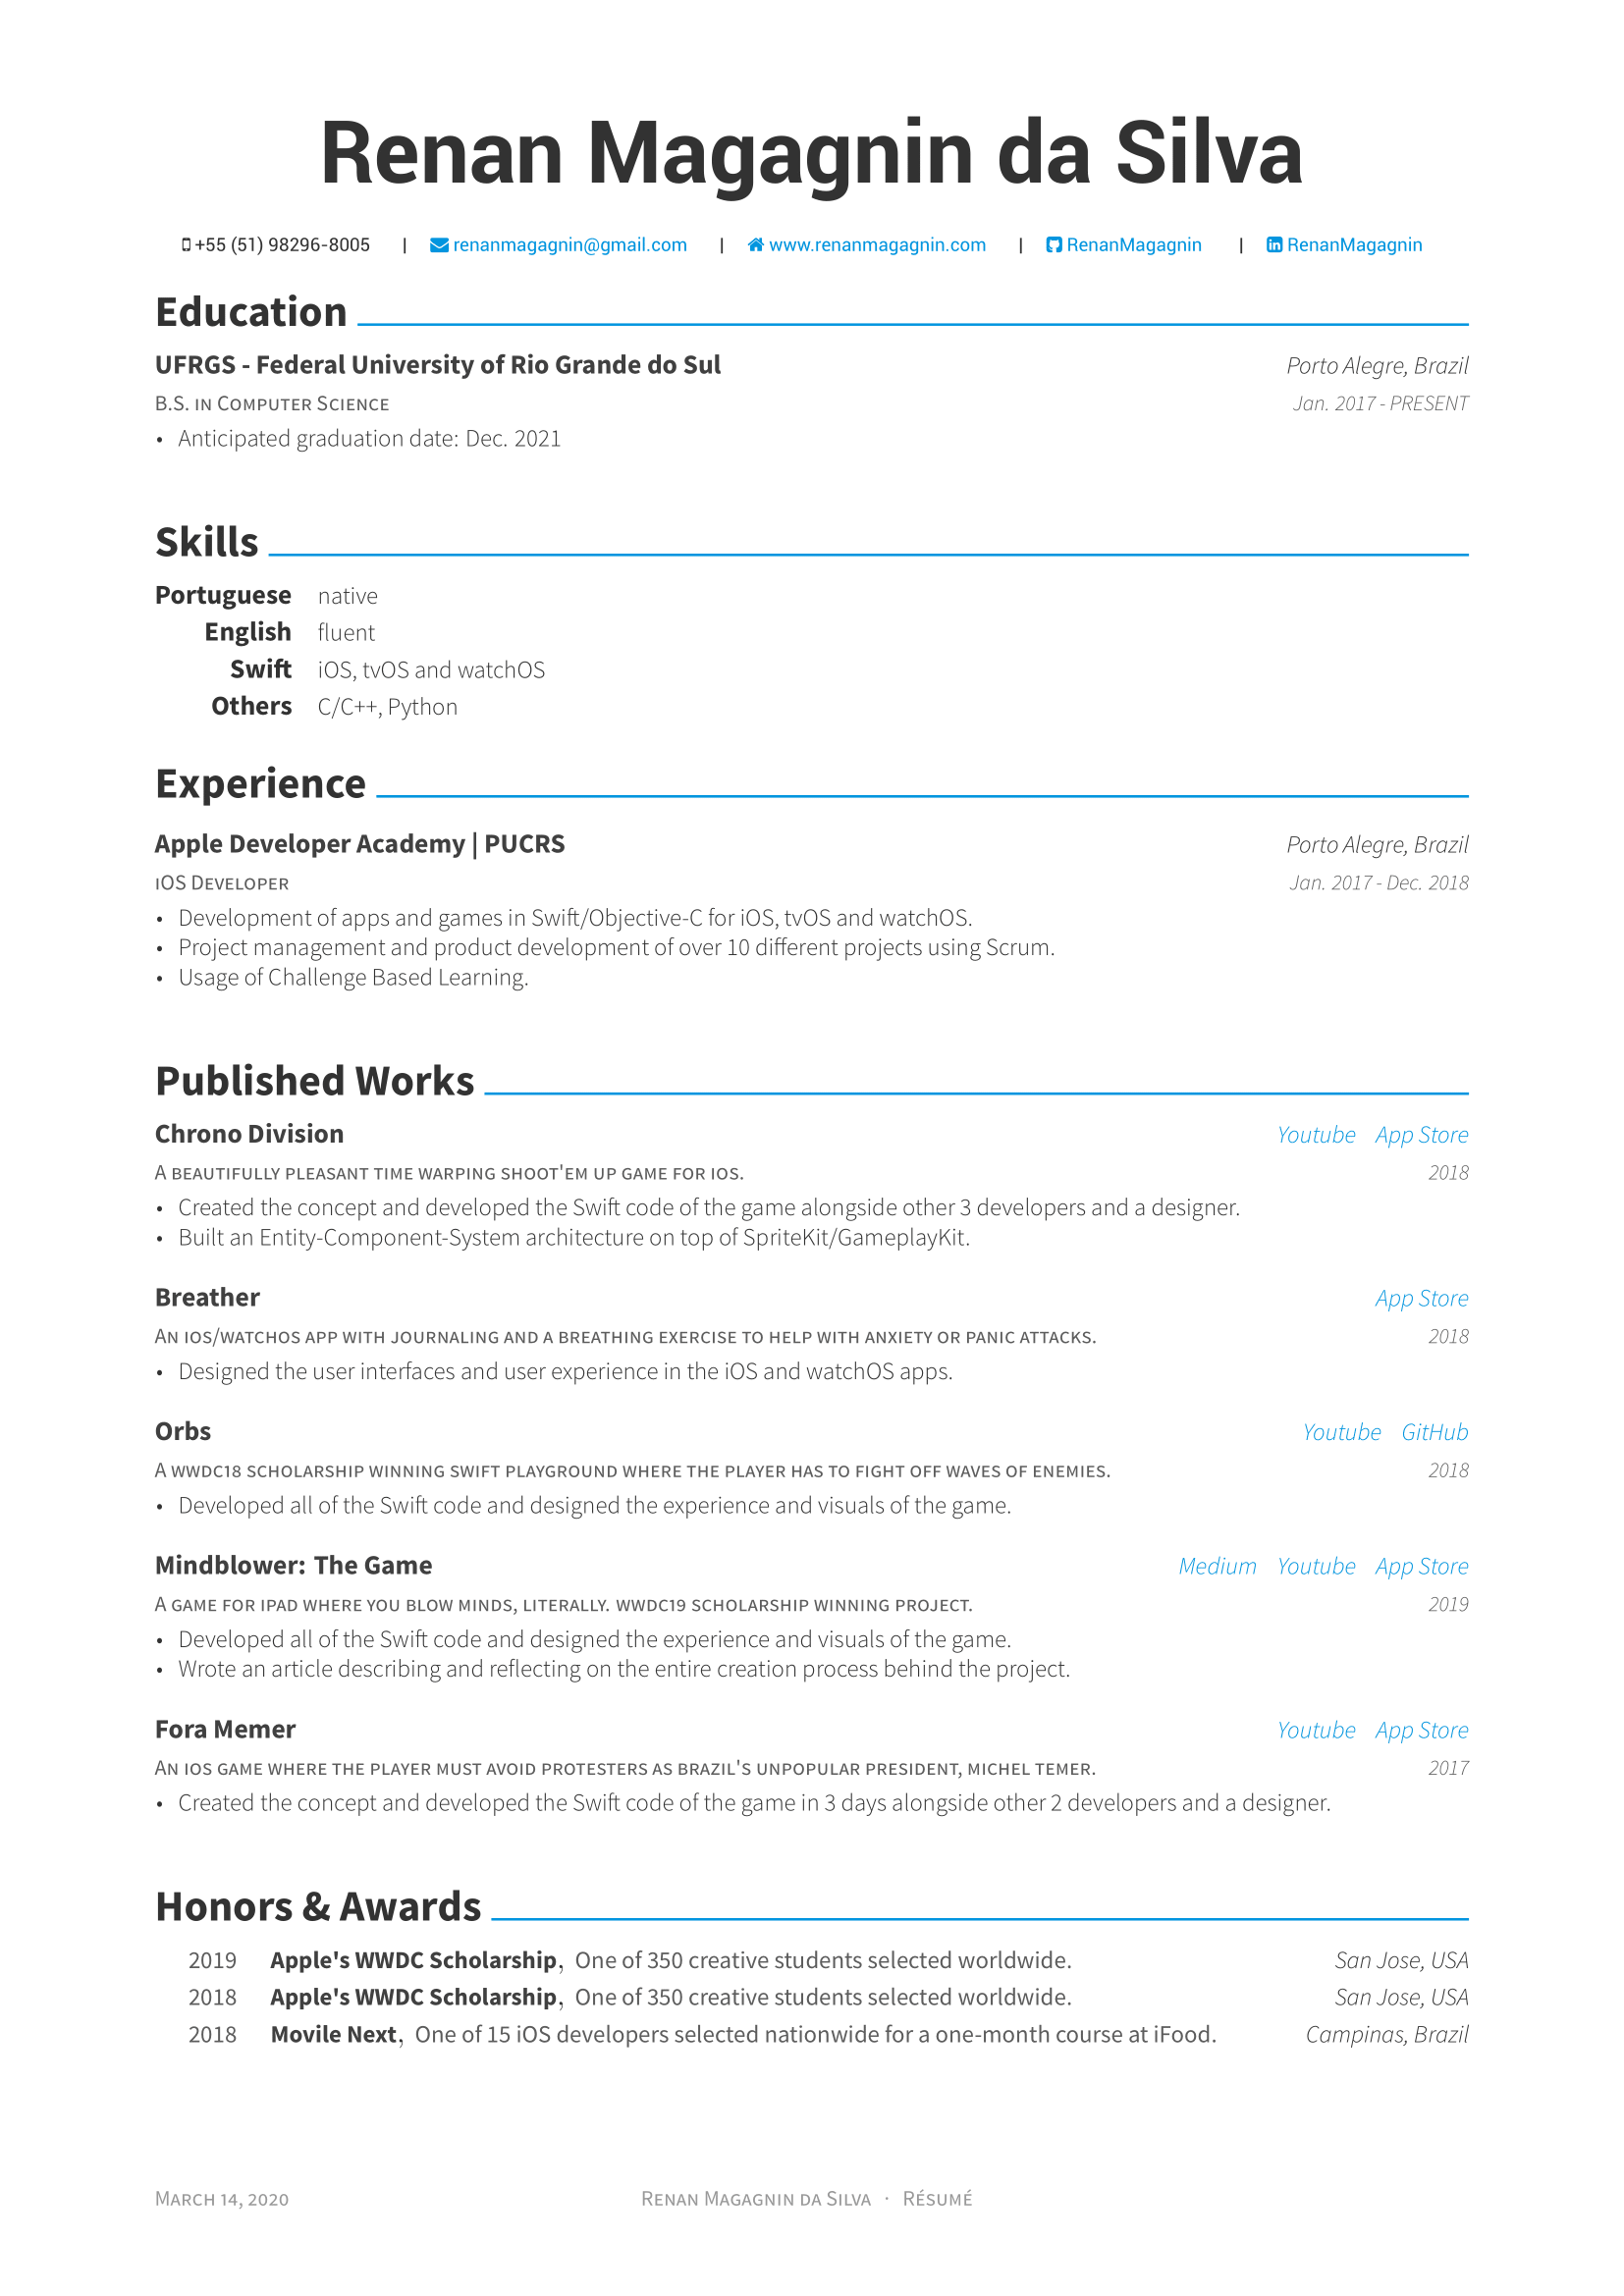 Renan Magagnin da Silva
+55 (51) 98296-8005 | renanmagagnin@gmail.com | www.renanmagagnin.com | RenanMagagnin | RenanMagagnin
Education
UFRGS - Federal University of Rio Grande do Sul Porto Alegre, Brazil
B.S. in Computer Science Jan. 2017 - PRESENT
• Anticipated graduation date: Dec. 2021
Skills
Portuguese native
English fluent
Swift iOS, tvOS and watchOS
Others C/C++, Python
Experience
Apple Developer Academy | PUCRS Porto Alegre, Brazil
iOS Developer Jan. 2017 - Dec. 2018
• Development of apps and games in Swift/Objective-C for iOS, tvOS and watchOS.
• Project management and product development of over 10 different projects using Scrum.
• Usage of Challenge Based Learning.
Published Works
Chrono Division Youtube App Store
A beautifully pleasant time warping shoot'em up game for ios. 2018
• Created the concept and developed the Swift code of the game alongside other 3 developers and a designer.
• Built an Entity-Component-System architecture on top of SpriteKit/GameplayKit.
Breather App Store
An ios/watchos app with journaling and a breathing exercise to help with anxiety or panic attacks. 2018
• Designed the user interfaces and user experience in the iOS and watchOS apps.
Orbs Youtube GitHub
A wwdc18 scholarship winning swift playground where the player has to fight off waves of enemies. 2018
• Developed all of the Swift code and designed the experience and visuals of the game.
Mindblower: The Game Medium Youtube App Store
A game for ipad where you blow minds, literally. wwdc19 scholarship winning project. 2019
• Developed all of the Swift code and designed the experience and visuals of the game.
• Wrote an article describing and reflecting on the entire creation process behind the project.
Fora Memer Youtube App Store
An ios game where the player must avoid protesters as brazil's unpopular president, michel temer. 2017
• Created the concept and developed the Swift code of the game in 3 days alongside other 2 developers and a designer.
Honors & Awards
2019 Apple's WWDC Scholarship, One of 350 creative students selected worldwide. San Jose, USA
2018 Apple's WWDC Scholarship, One of 350 creative students selected worldwide. San Jose, USA
2018 Movile Next, One of 15 iOS developers selected nationwide for a one-month course at iFood. Campinas, Brazil
March 14, 2020 Renan Magagnin da Silva · Résumé